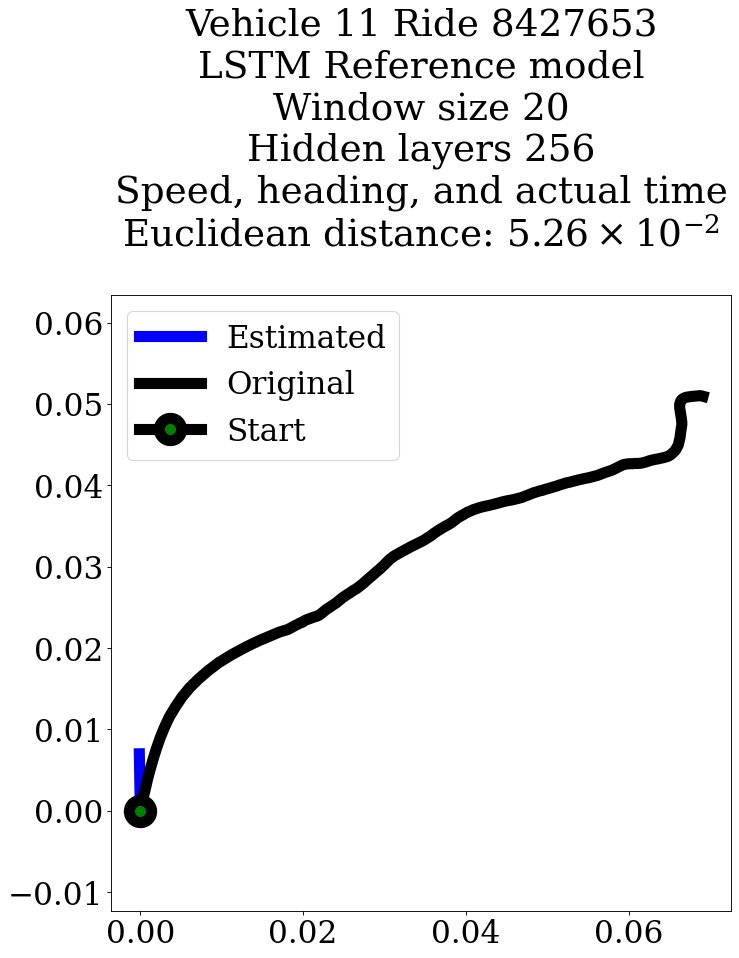 Vehicle 11 Ride 8427653
LSTM Reference model
Window size 20
Hidden layers 256
Speed, heading, and actual time
Euclidean distance: 5.26 × 10⁻²
Estimated
Original
Start
0.06
0.05
0.04
0.03
0.02
0.01
0.00
−0.01
0.00 0.02 0.04 0.06